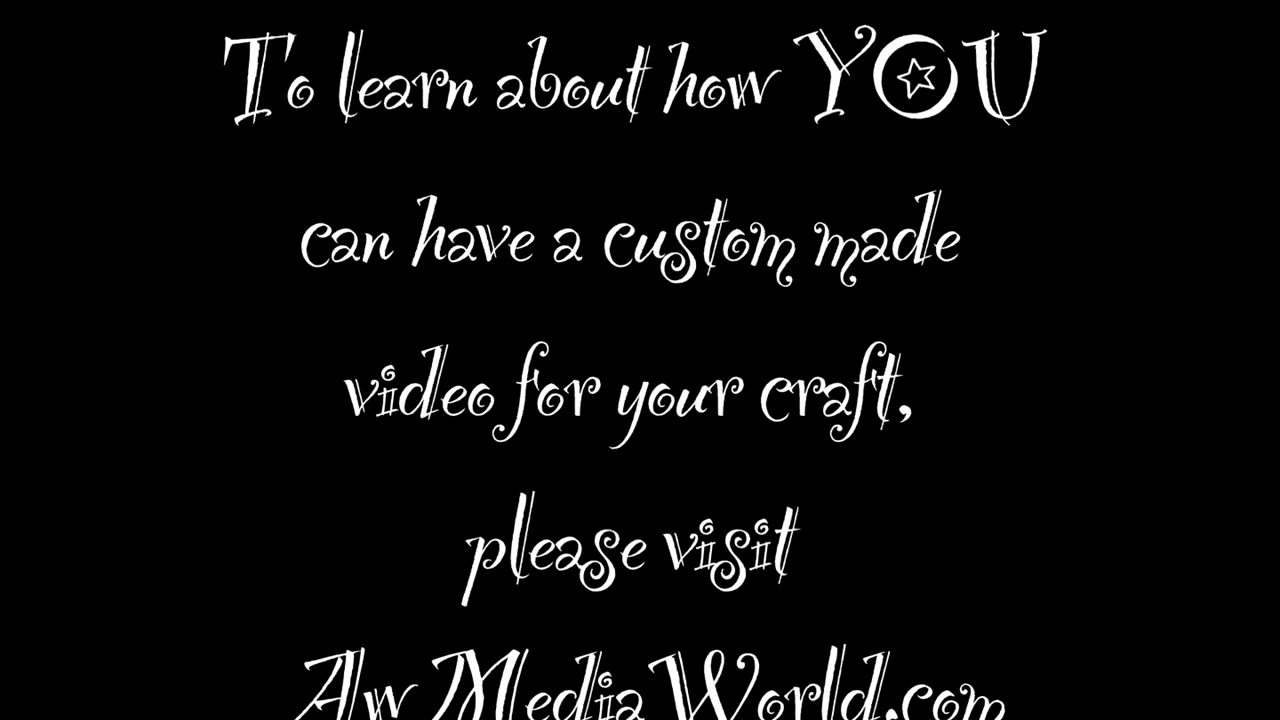 To learn about how YOU
can have a custom made
video for your craft,
please visit
AwMediaWorld.com